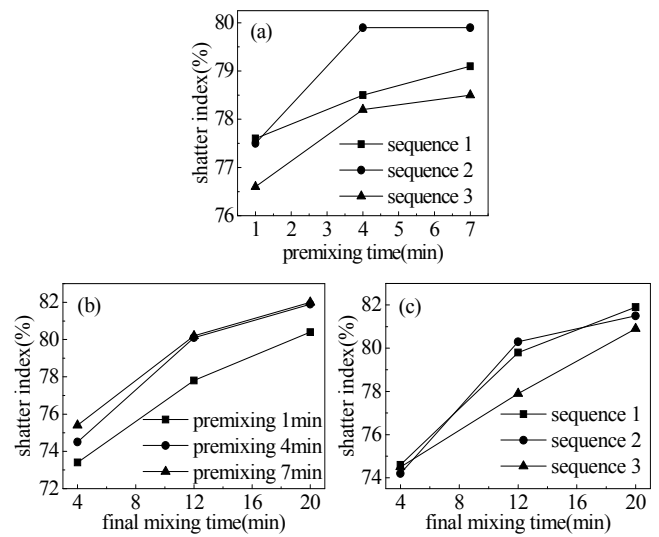 80
(a)
79
78
77
76
shatter index(%)
sequence 1
sequence 2
sequence 3
1 2 3 4 5 6 7
premixing time(min)
82
(b)
80
78
76
74
72
shatter index(%)
premixing 1min
premixing 4min
premixing 7min
4 8 12 16 20
final mixing time(min)
82
(c)
80
78
76
74
shatter index(%)
sequence 1
sequence 2
sequence 3
4 8 12 16 20
final mixing time(min)